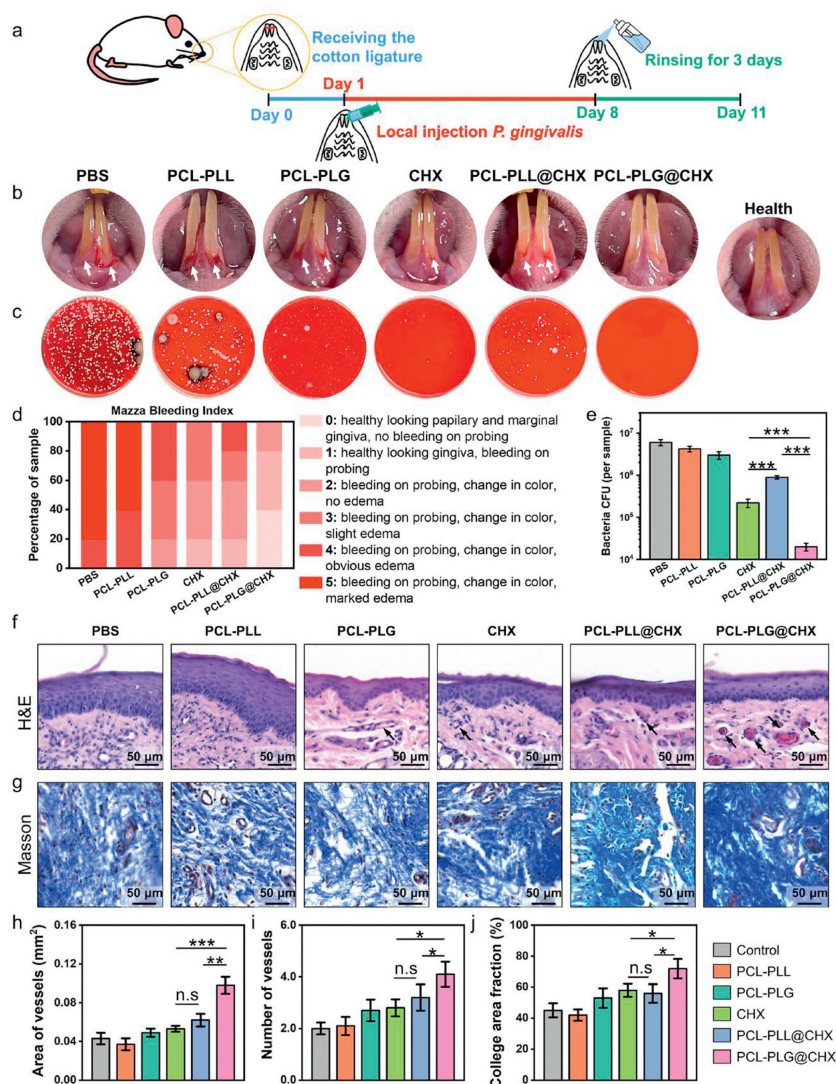 a
Receiving the
cotton ligature
Day 1
Rinsing for 3 days
Day 0
Day 8
Day 11
Local injection P. gingivalis
b
PBS
PCL-PLL
PCL-PLG
CHX
PCL-PLL@CHX
PCL-PLG@CHX
Health
c
d
Mazza Bleeding Index
Percentage of sample
100
80
60
40
20
0
PBS
PCL-PLL
PCL-PLG
CHX
PCL-PLL@CHX
PCL-PLG@CHX
0: healthy looking papilary and marginal
gingiva, no bleeding on probing
1: healthy looking gingiva, bleeding on
probing
2: bleeding on probing, change in color,
no edema
3: bleeding on probing, change in color,
slight edema
4: bleeding on probing, change in color,
obvious edema
5: bleeding on probing, change in color,
marked edema
e
Bacteria CFU (per sample)
10⁷
10⁶
10⁵
10⁴
***
***
***
PBS
PCL-PLL
PCL-PLG
CHX
PCL-PLL@CHX
PCL-PLG@CHX
f
PBS
PCL-PLL
PCL-PLG
CHX
PCL-PLL@CHX
PCL-PLG@CHX
H&E
50 μm
50 μm
50 μm
50 μm
50 μm
50 μm
g
Masson
50 μm
50 μm
50 μm
50 μm
50 μm
50 μm
h
Area of vessels (mm²)
0.16
0.12
0.08
0.04
0.00
***
**
n.s
i
Number of vessels
6.0
4.0
2.0
0.0
*
*
n.s
j
College area fraction (%)
100
80
60
40
20
0
*
*
n.s
Control
PCL-PLL
PCL-PLG
CHX
PCL-PLL@CHX
PCL-PLG@CHX